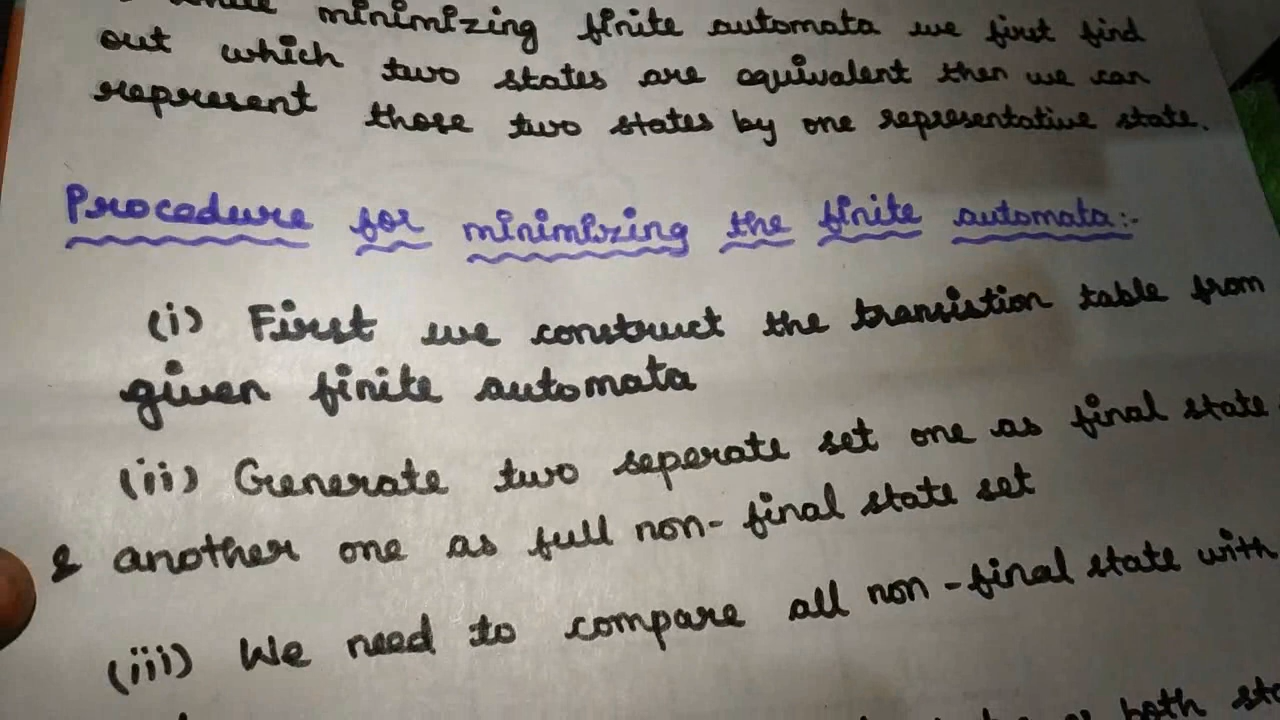 minimizing finite automata we first find
out which two states are equivalent then we can
represent those two states by one representative state.
Procedure for minimizing the finite automata:-
(i) First we construct the transistion table from
given finite automata
(ii) Generate two seperate set one as final state
& another one as full non-final state set
(iii) We need to compare all non-final state with
both